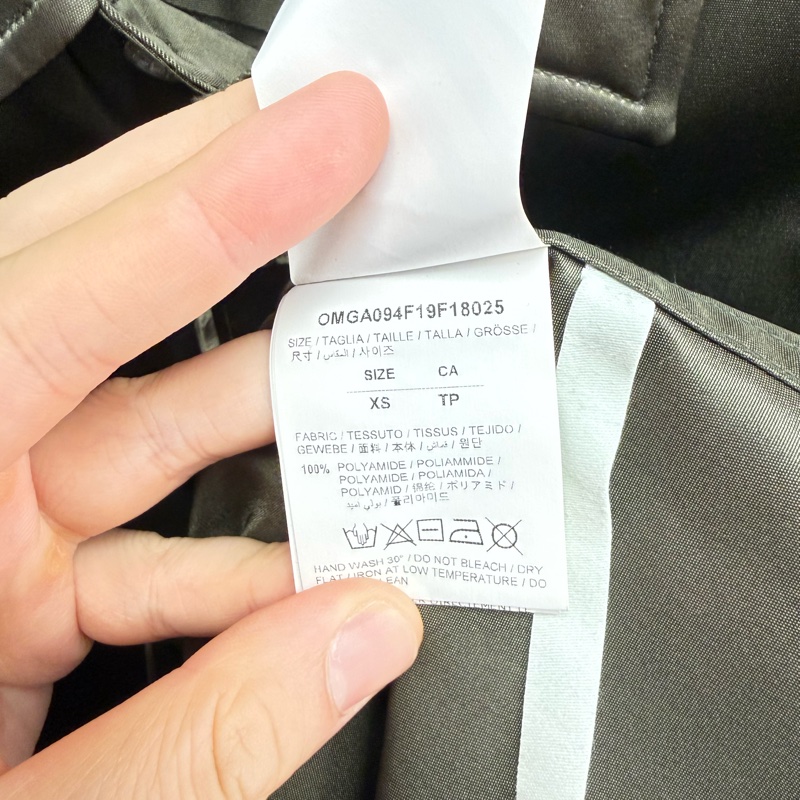 OMGA094F19F18025
SIZE / TAGLIA / TAILLE / TALLA / GRÖSSE /
尺寸 / المقاس / 사이즈
SIZE CA
XS TP
FABRIC / TESSUTO / TISSUS / TEJIDO /
GEWEBE / 面料 / 本体 / قماش / 원단
100% POLYAMIDE / POLIAMMIDE /
POLYAMIDE / POLIAMIDA /
POLYAMID / 锦纶 / ポリアミド /
بولي اميد / 폴리아미드
HAND WASH 30° / DO NOT BLEACH / DRY
FLAT / IRON AT LOW TEMPERATURE / DO
DIRECTEMENT